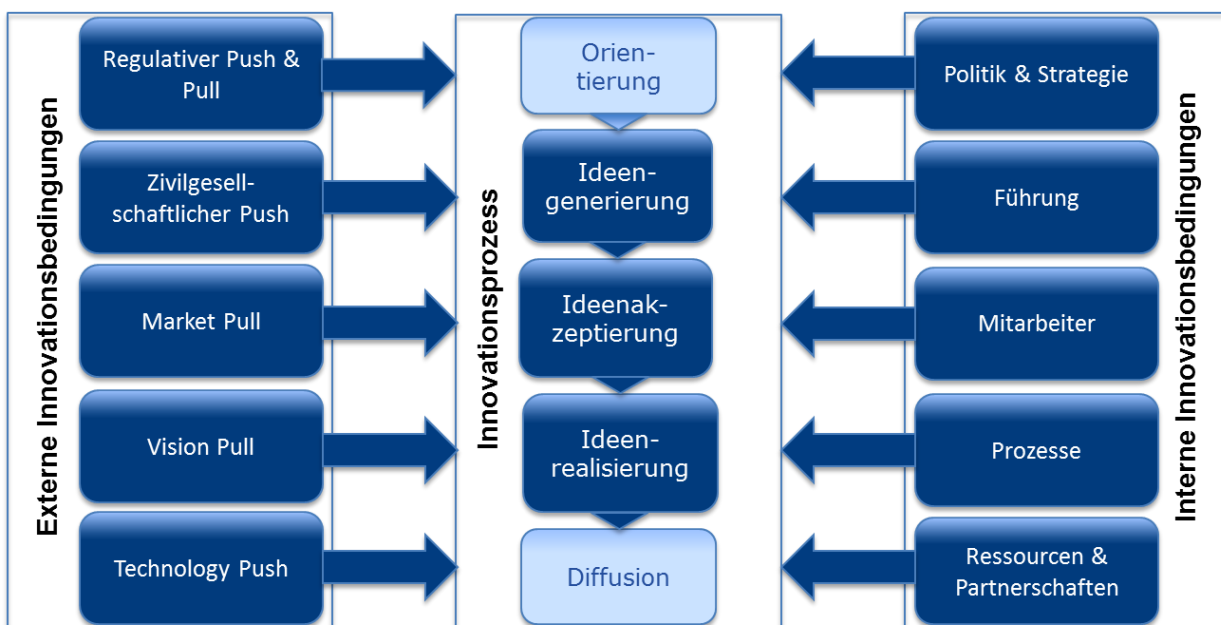 Externe Innovationsbedingungen
Regulativer Push &
Pull
Zivilgesell-
schaftlicher Push
Market Pull
Vision Pull
Technology Push
Innovationsprozess
Orien-
tierung
Ideen-
generierung
Ideenak-
zeptierung
Ideen-
realisierung
Diffusion
Politik & Strategie
Führung
Mitarbeiter
Prozesse
Ressourcen &
Partnerschaften
Interne Innovationsbedingungen